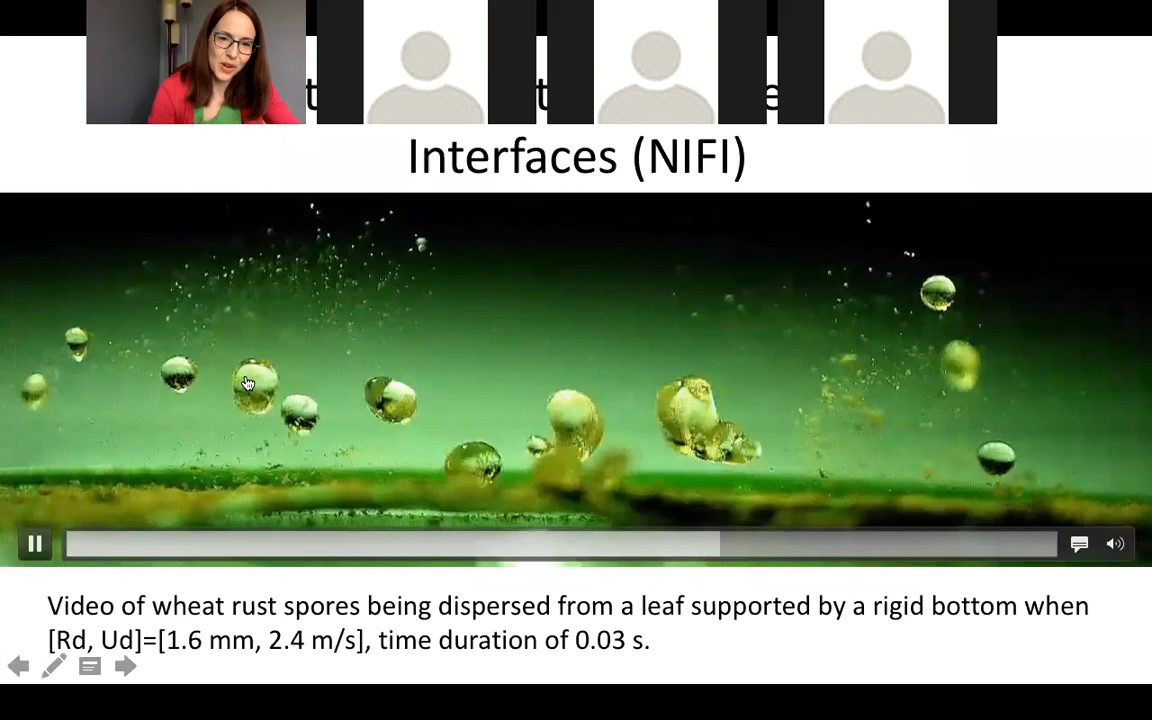 Interfaces (NIFI)
Video of wheat rust spores being dispersed from a leaf supported by a rigid bottom when
[Rd, Ud]=[1.6 mm, 2.4 m/s], time duration of 0.03 s.